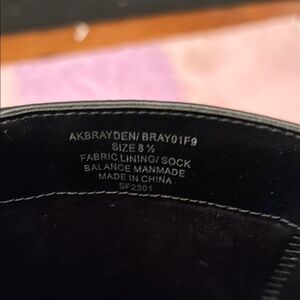 AKBRAYDEN/ BRAY01F9
SIZE 8 ½
FABRIC LINING/ SOCK
BALANCE MANMADE
MADE IN CHINA
SF2301